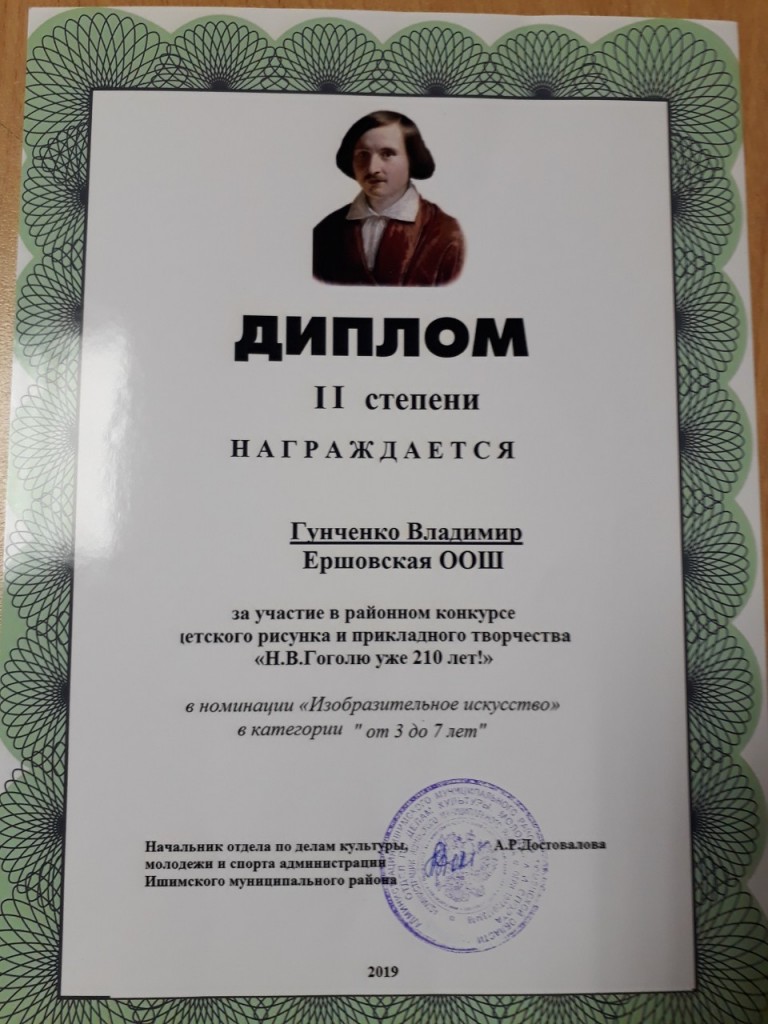 ДИПЛОМ
II степени
НАГРАЖДАЕТСЯ
Гунченко Владимир
Ершовская ООШ
за участие в районном конкурсе
детского рисунка и прикладного творчества
«Н.В.Гоголю уже 210 лет!»
в номинации «Изобразительное искусство»
в категории " от 3 до 7 лет"
Начальник отдела по делам культуры, А.Р.Достовалова
молодежи и спорта администрации
Ишимского муниципального района
2019